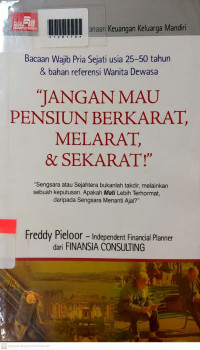 anaan Keuangan Keluarga Mandiri
Bacaan Wajib Pria Sejati usia 25–50 tahun
& bahan referensi Wanita Dewasa
“JANGAN MAU
PENSIUN BERKARAT,
MELARAT,
& SEKARAT!”
“Sengsara atau Sejahtera bukanlah takdir, melainkan
sebuah keputusan. Apakah Mati Lebih Terhormat,
daripada Sengsara Menanti Ajal?”
Freddy Pieloor – Independent Financial Planner
dari FINANSIA CONSULTING